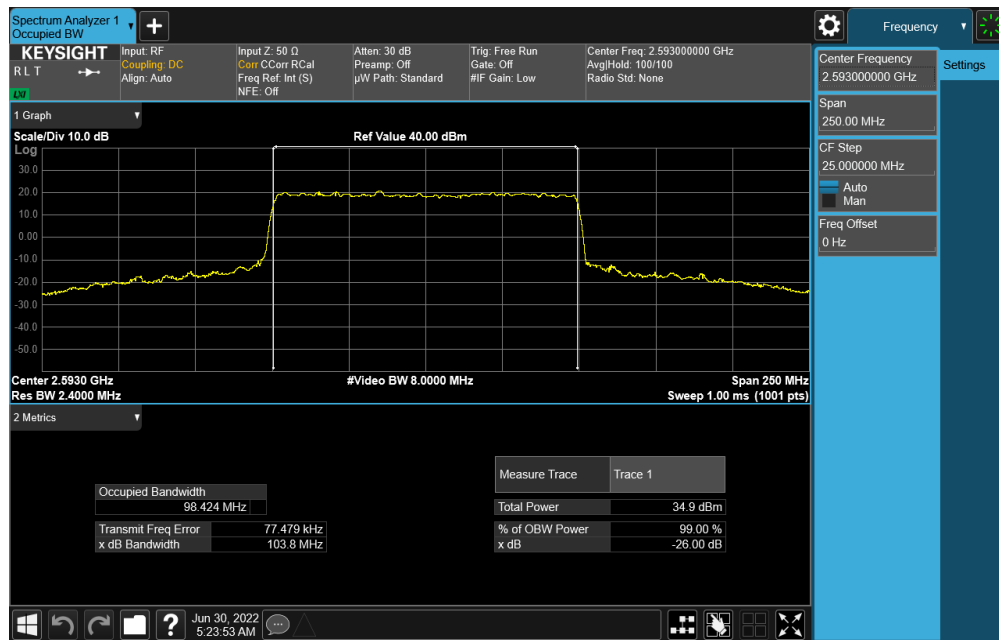 Spectrum Analyzer 1
Occupied BW
Frequency
KEYSIGHT
R L T
LXI
Input: RF
Coupling: DC
Align: Auto
Input Z: 50 Ω
Corr CCorr RCal
Freq Ref: Int (S)
NFE: Off
Atten: 30 dB
Preamp: Off
µW Path: Standard
Trig: Free Run
Gate: Off
#IF Gain: Low
Center Freq: 2.593000000 GHz
Avg|Hold: 100/100
Radio Std: None
Center Frequency
2.593000000 GHz
Settings
Span
250.00 MHz
CF Step
25.000000 MHz
Auto
Man
Freq Offset
0 Hz
1 Graph
Scale/Div 10.0 dB
Ref Value 40.00 dBm
Log
30.0
20.0
10.0
0.00
-10.0
-20.0
-30.0
-40.0
-50.0
Center 2.5930 GHz
#Video BW 8.0000 MHz
Span 250 MHz
Res BW 2.4000 MHz
Sweep 1.00 ms (1001 pts)
2 Metrics
Measure Trace
Trace 1
Occupied Bandwidth
98.424 MHz
Total Power
34.9 dBm
Transmit Freq Error
77.479 kHz
% of OBW Power
99.00 %
x dB Bandwidth
103.8 MHz
x dB
-26.00 dB
?
Jun 30, 2022
5:23:53 AM